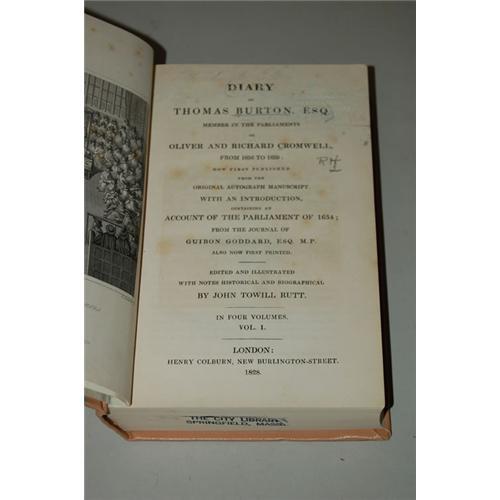 DIARY
OF
THOMAS BURTON, ESQ.
MEMBER IN THE PARLIAMENTS
OF
OLIVER AND RICHARD CROMWELL,
FROM 1656 TO 1659:
NOW FIRST PUBLISHED
FROM THE
ORIGINAL AUTOGRAPH MANUSCRIPT.
WITH AN INTRODUCTION,
CONTAINING AN
ACCOUNT OF THE PARLIAMENT OF 1654;
FROM THE JOURNAL OF
GUIBON GODDARD, ESQ. M.P.
ALSO NOW FIRST PRINTED.
EDITED AND ILLUSTRATED
WITH NOTES HISTORICAL AND BIOGRAPHICAL
BY JOHN TOWILL RUTT.
IN FOUR VOLUMES.
VOL. I.
LONDON:
HENRY COLBURN, NEW BURLINGTON-STREET.
1828.
THE CITY LIBRARY
SPRINGFIELD, MASS.